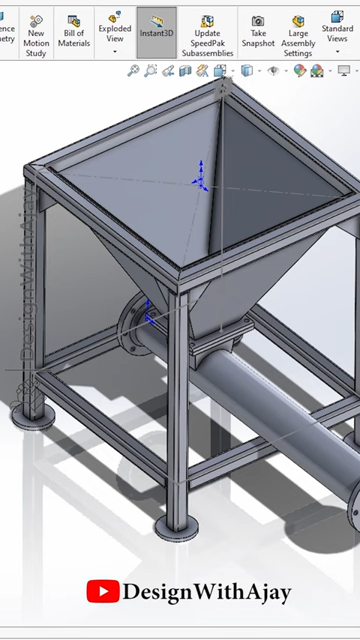 ence
metry
New
Motion
Study
Bill of
Materials
Exploded
View
Instant3D
Update
SpeedPak
Subassemblies
Take
Snapshot
Large
Assembly
Settings
Standard
Views
DesignWithAjay
DesignWithAjay